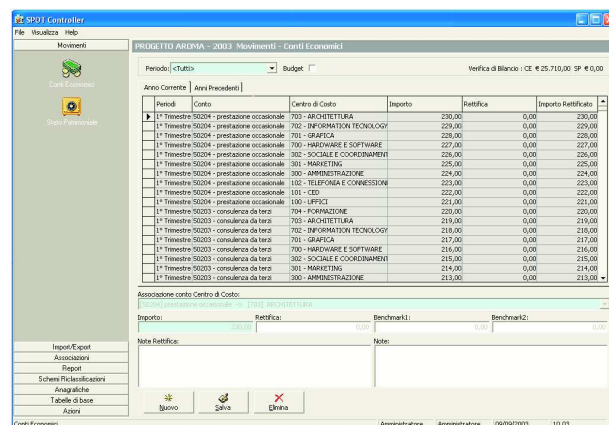 SPOT Controller
File Visualizza Help
Movimenti
PROGETTO AROMA - 2003 Movimenti - Conti Economici
Conti Economici
Stato Patrimoniale
Periodo: <Tutti> Budget Verifica di Bilancio : CE € 25.710,00 SP € 0,00
Anno Corrente Anni Precedenti
Periodi Conto Centro di Costo Importo Rettifica Importo Rettificato
1° Trimestre 50204 - prestazione occasionale 703 - ARCHITETTURA 230,00 0,00 230,00
1° Trimestre 50204 - prestazione occasionale 702 - INFORMATION TECNOLOGY 229,00 0,00 229,00
1° Trimestre 50204 - prestazione occasionale 701 - GRAFICA 228,00 0,00 228,00
1° Trimestre 50204 - prestazione occasionale 700 - HARDWARE E SOFTWARE 227,00 0,00 227,00
1° Trimestre 50204 - prestazione occasionale 302 - SOCIALE E COORDINAMENT 226,00 0,00 226,00
1° Trimestre 50204 - prestazione occasionale 301 - MARKETING 225,00 0,00 225,00
1° Trimestre 50204 - prestazione occasionale 300 - AMMINISTRAZIONE 224,00 0,00 224,00
1° Trimestre 50204 - prestazione occasionale 102 - TELEFONIA E CONNESSIONI 223,00 0,00 223,00
1° Trimestre 50204 - prestazione occasionale 101 - CED 222,00 0,00 222,00
1° Trimestre 50204 - prestazione occasionale 100 - UFFICI 221,00 0,00 221,00
1° Trimestre 50203 - consulenza da terzi 704 - FORMAZIONE 220,00 0,00 220,00
1° Trimestre 50203 - consulenza da terzi 703 - ARCHITETTURA 219,00 0,00 219,00
1° Trimestre 50203 - consulenza da terzi 702 - INFORMATION TECNOLOGY 218,00 0,00 218,00
1° Trimestre 50203 - consulenza da terzi 701 - GRAFICA 217,00 0,00 217,00
1° Trimestre 50203 - consulenza da terzi 700 - HARDWARE E SOFTWARE 216,00 0,00 216,00
1° Trimestre 50203 - consulenza da terzi 302 - SOCIALE E COORDINAMENT 215,00 0,00 215,00
1° Trimestre 50203 - consulenza da terzi 301 - MARKETING 214,00 0,00 214,00
1° Trimestre 50203 - consulenza da terzi 300 - AMMINISTRAZIONE 213,00 0,00 213,00
Associazione conto Centro di Costo:
[50204] prestazione occasionale -> [703] ARCHITETTURA
Importo: Rettifica: Benchmark1: Benchmark2:
230,00 0,00 0,00 0,00
Note Rettifica: Note:
Import/Export
Associazioni
Report
Schemi Riclassificazioni
Anagrafiche
Tabelle di base
Azioni
Nuovo Salva Elimina
Conti Economici Amministratore Amministratore 09/09/2003 10.03